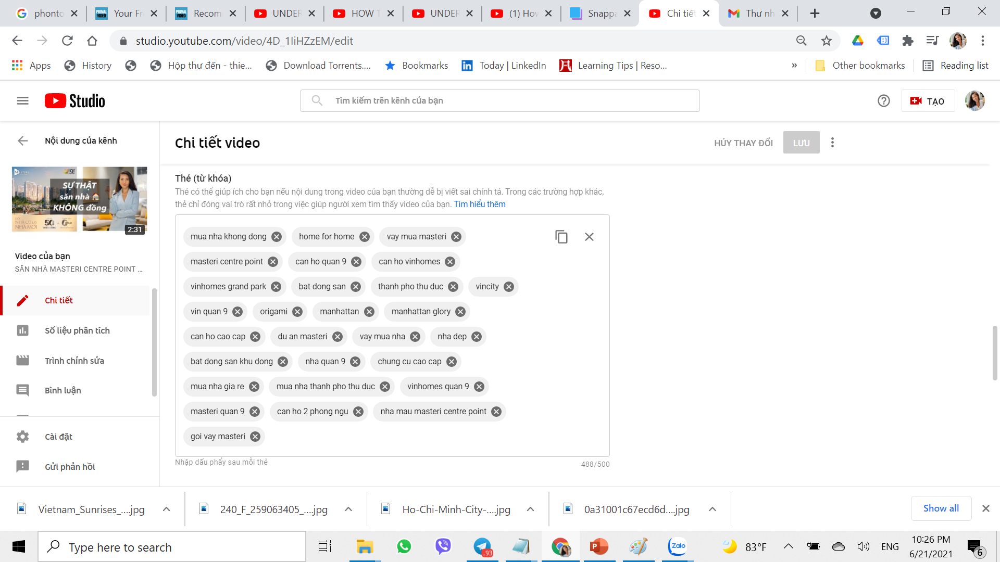 phonto
Your Fr
Recom
UNDER
HOW T
UNDER
(1) How
Snappa
Chi tiết
Thư nh
studio.youtube.com/video/4D_1IiHZzEM/edit
Apps
History
Hộp thư đến - thie...
Download Torrents....
Bookmarks
Today | LinkedIn
Learning Tips | Reso...
»
Other bookmarks
Reading list
Studio
Tìm kiếm trên kênh của bạn
TẠO
Nội dung của kênh
Chi tiết video
HỦY THAY ĐỔI
LƯU
MASTERI
IQI
SỰ THẬT
săn nhà
KHÔNG đồng
NHÀ CŨ LẤY
NHÀ MỚI
50
2:31
Video của bạn
SĂN NHÀ MASTERI CENTRE POINT ...
Chi tiết
Số liệu phân tích
Trình chỉnh sửa
Bình luận
Cài đặt
Gửi phản hồi
Thẻ (từ khóa)
Thẻ có thể giúp ích cho bạn nếu nội dung trong video của bạn thường dễ bị viết sai chính tả. Trong các trường hợp khác,
thẻ chỉ đóng vai trò rất nhỏ trong việc giúp người xem tìm thấy video của bạn. Tìm hiểu thêm
mua nha khong dong home for home vay mua masteri
masteri centre point can ho quan 9 can ho vinhomes
vinhomes grand park bat dong san thanh pho thu duc vincity
vin quan 9 origami manhattan manhattan glory
can ho cao cap du an masteri vay mua nha nha dep
bat dong san khu dong nha quan 9 chung cu cao cap
mua nha gia re mua nha thanh pho thu duc vinhomes quan 9
masteri quan 9 can ho 2 phong ngu nha mau masteri centre point
goi vay masteri
Nhập dấu phẩy sau mỗi thẻ
488/500
Vietnam_Sunrises_....jpg
240_F_259063405_....jpg
Ho-Chi-Minh-City-....jpg
0a31001c67ecd6d....jpg
Show all
Type here to search
..93
Zalo
83°F
ENG
10:26 PM
6/21/2021
6